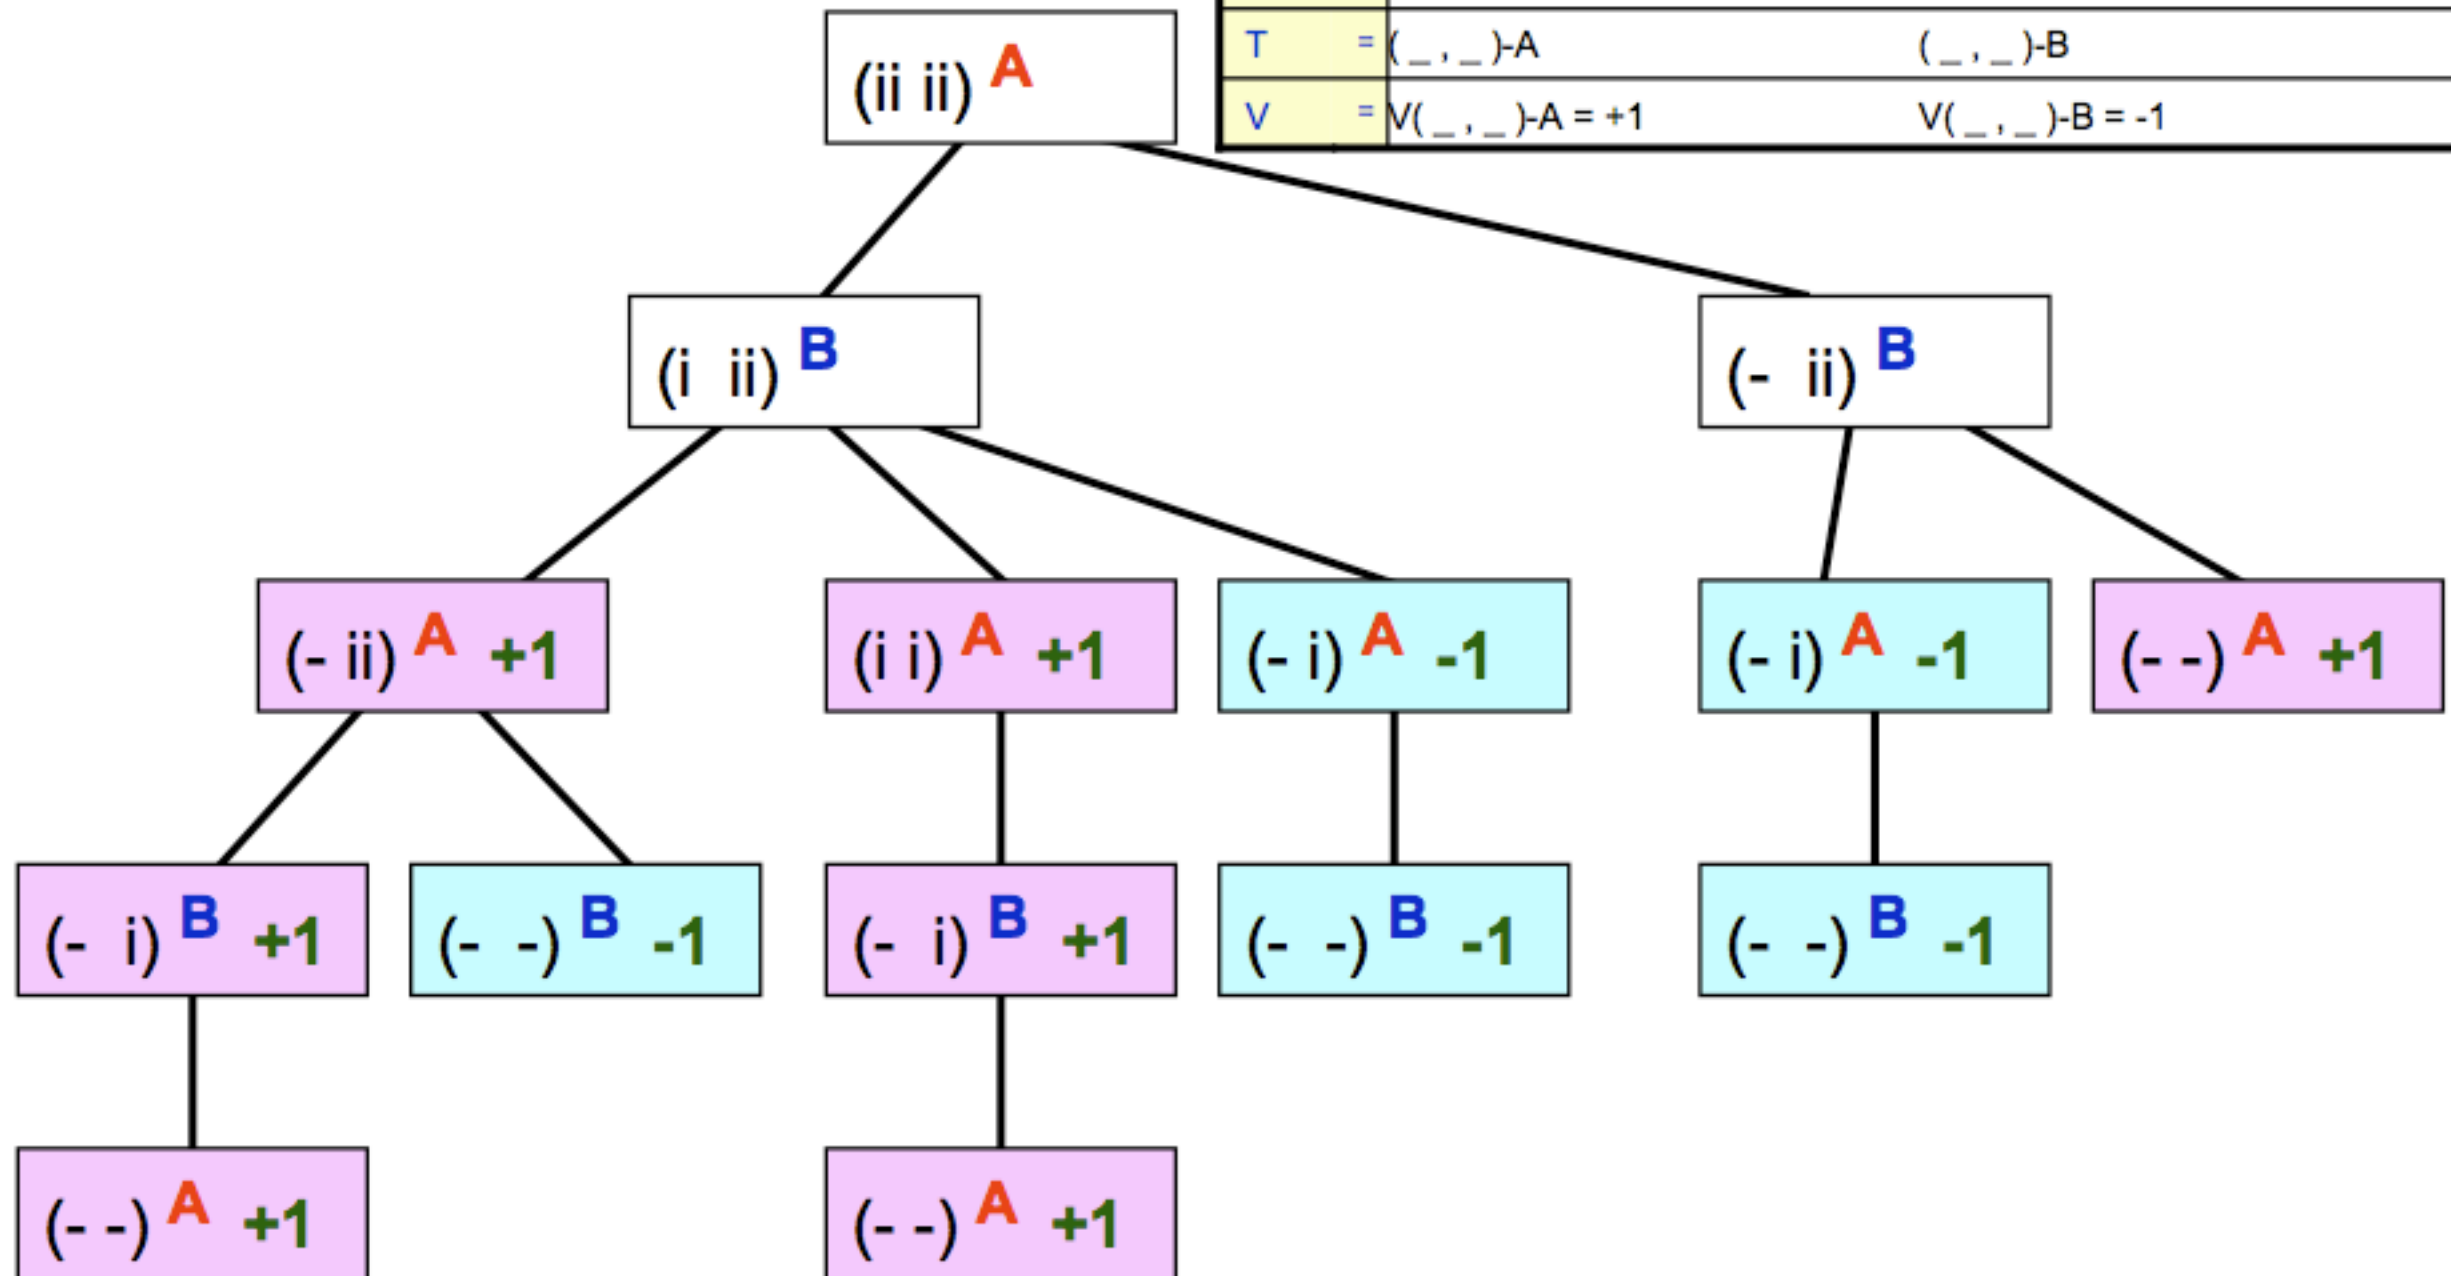 T = ( _ , _ )-A ( _ , _ )-B
(ii ii) A
V = V( _ , _ )-A = +1 V( _ , _ )-B = -1
(i ii) B
(- ii) B
(- ii) A +1
(i i) A +1
(- i) A -1
(- i) A -1
(- -) A +1
(- i) B +1
(- -) B -1
(- i) B +1
(- -) B -1
(- -) B -1
(- -) A +1
(- -) A +1